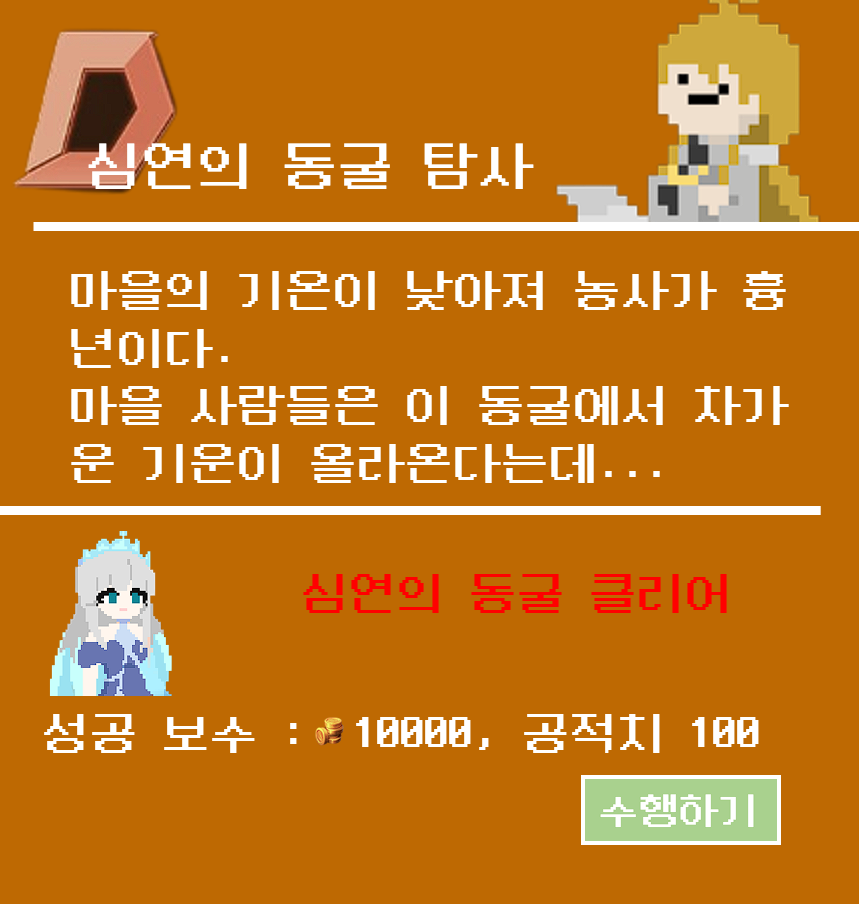 D
심연의 동굴 탐사
마을의 기온이 낮아져 농사가 흉
년이다.
마을 사람들은 이 동굴에서 차가
운 기운이 올라온다는데...
심연의 동굴 클리어
성공 보수 : 10000, 공적치 100
수행하기